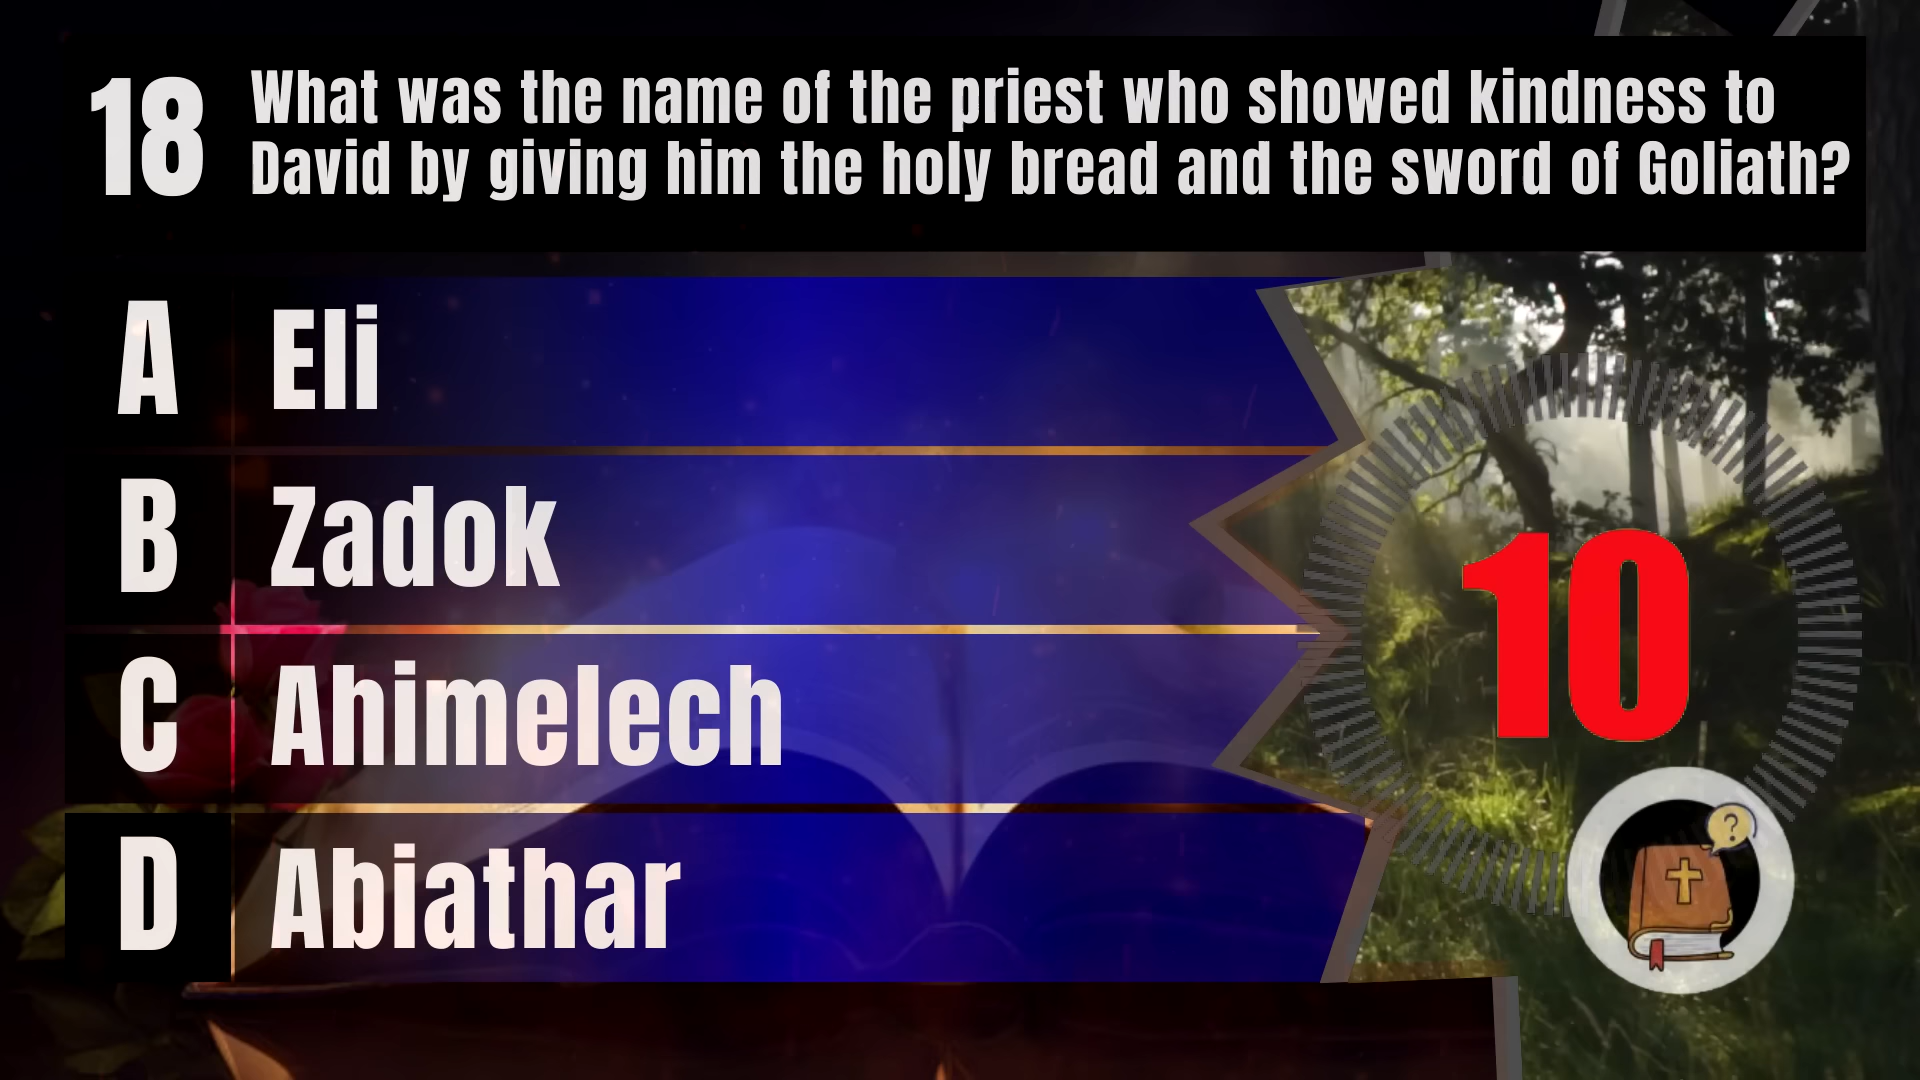 18
What was the name of the priest who showed kindness to
David by giving him the holy bread and the sword of Goliath?
A Eli
B Zadok
C Ahimelech
D Abiathar
10
?